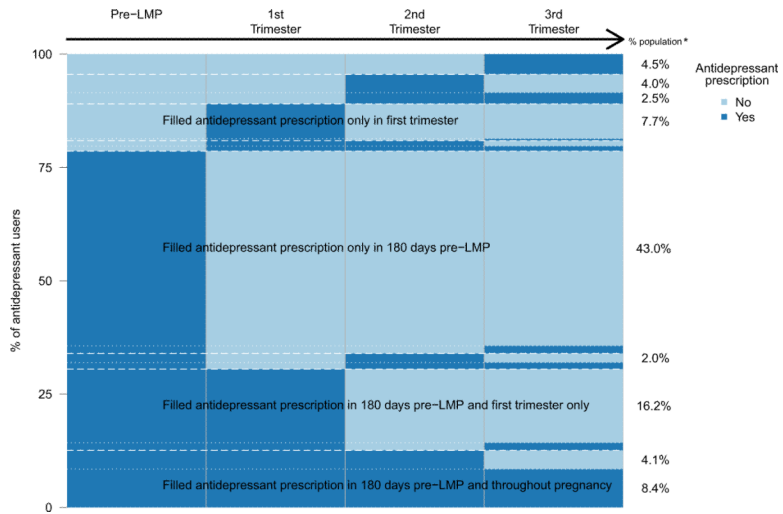 Pre−LMP
1st Trimester
2nd Trimester
3rd Trimester
% population *
100
75
50
25
0
% of antidepressant users
4.5%
4.0%
2.5%
Filled antidepressant prescription only in first trimester
7.7%
Filled antidepressant prescription only in 180 days pre−LMP
43.0%
2.0%
Filled antidepressant prescription in 180 days pre−LMP and first trimester only
16.2%
4.1%
Filled antidepressant prescription in 180 days pre−LMP and throughout pregnancy
8.4%
Antidepressant
prescription
No
Yes